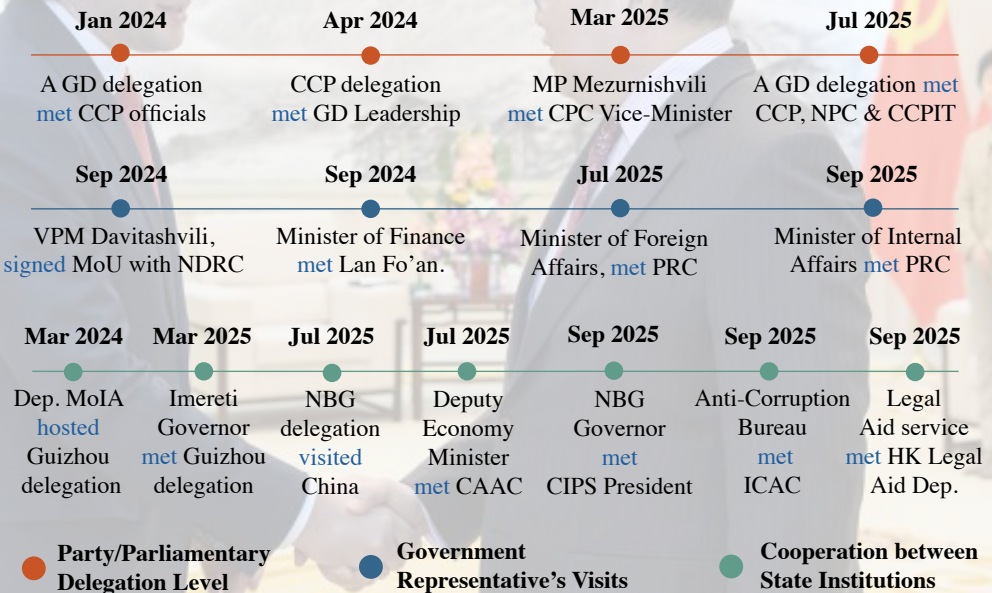 Jan 2024
Apr 2024
Mar 2025
Jul 2025
A GD delegation
met CCP officials
CCP delegation
met GD Leadership
MP Mezurnishvili
met CPC Vice-Minister
A GD delegation met
CCP, NPC & CCPIT
Sep 2024
Sep 2024
Jul 2025
Sep 2025
VPM Davitashvili,
signed MoU with NDRC
Minister of Finance
met Lan Fo’an.
Minister of Foreign
Affairs, met PRC
Minister of Internal
Affairs met PRC
Mar 2024
Mar 2025
Jul 2025
Jul 2025
Sep 2025
Sep 2025
Sep 2025
Dep. MoIA
hosted
Guizhou
delegation
Imereti
Governor
met Guizhou
delegation
NBG
delegation
visited
China
Deputy
Economy
Minister
met CAAC
NBG
Governor
met
CIPS President
Anti-Corruption
Bureau
met
ICAC
Legal
Aid service
met HK Legal
Aid Dep.
Party/Parliamentary
Delegation Level
Government
Representative’s Visits
Cooperation between
State Institutions